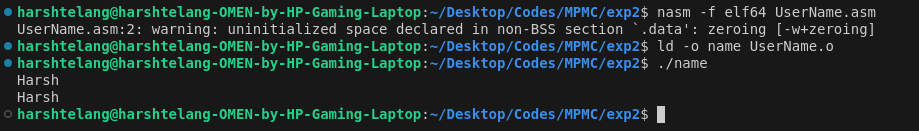 harshtelang@harshtelang-OMEN-by-HP-Gaming-Laptop:~/Desktop/Codes/MPMC/exp2$ nasm -f elf64 UserName.asm
UserName.asm:2: warning: uninitialized space declared in non-BSS section `.data': zeroing [-w+zeroing]
harshtelang@harshtelang-OMEN-by-HP-Gaming-Laptop:~/Desktop/Codes/MPMC/exp2$ ld -o name UserName.o
harshtelang@harshtelang-OMEN-by-HP-Gaming-Laptop:~/Desktop/Codes/MPMC/exp2$ ./name
Harsh
Harsh
harshtelang@harshtelang-OMEN-by-HP-Gaming-Laptop:~/Desktop/Codes/MPMC/exp2$